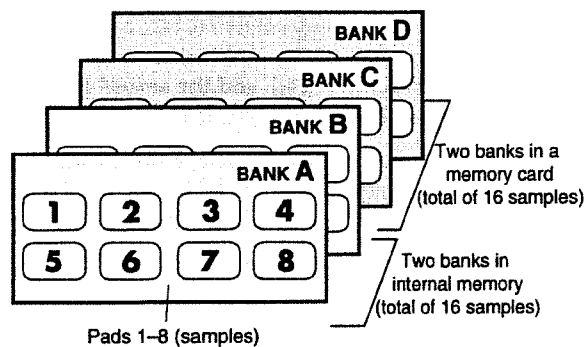 BANK D
BANK C
BANK B
BANK A
1 2 3 4
5 6 7 8
Two banks in a
memory card
(total of 16 samples)
Two banks in
internal memory
(total of 16 samples)
Pads 1–8 (samples)